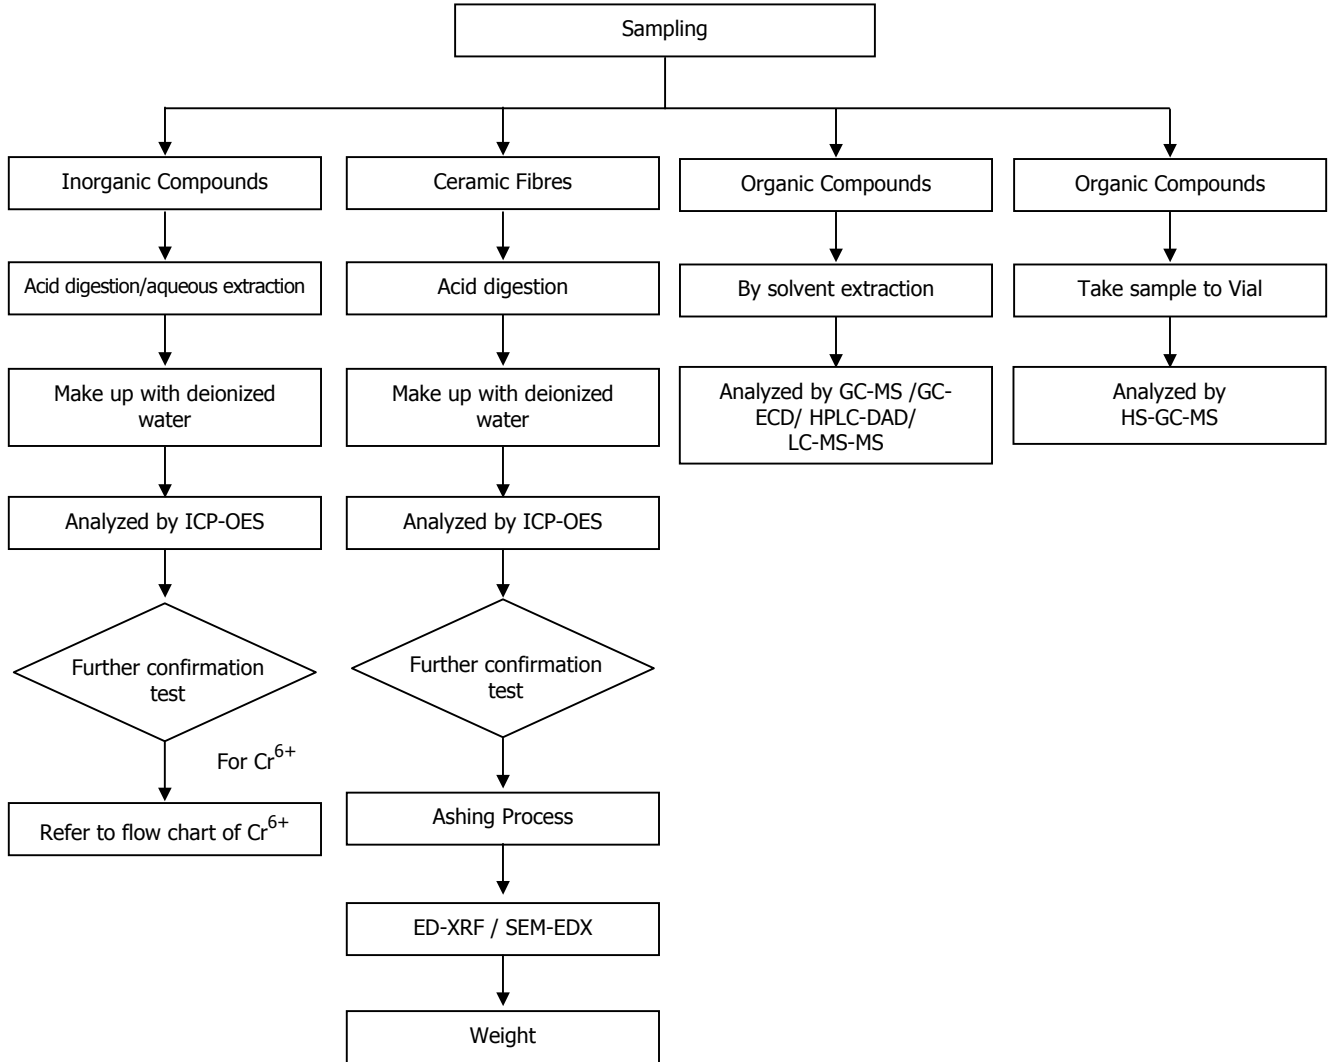 Sampling
Inorganic Compounds
Ceramic Fibres
Organic Compounds
Organic Compounds
Acid digestion/aqueous extraction
Acid digestion
By solvent extraction
Take sample to Vial
Make up with deionized
water
Make up with deionized
water
Analyzed by GC-MS /GC-
ECD/ HPLC-DAD/
LC-MS-MS
Analyzed by
HS-GC-MS
Analyzed by ICP-OES
Analyzed by ICP-OES
Further confirmation
test
Further confirmation
test
For Cr6+
Refer to flow chart of Cr6+
Ashing Process
ED-XRF / SEM-EDX
Weight